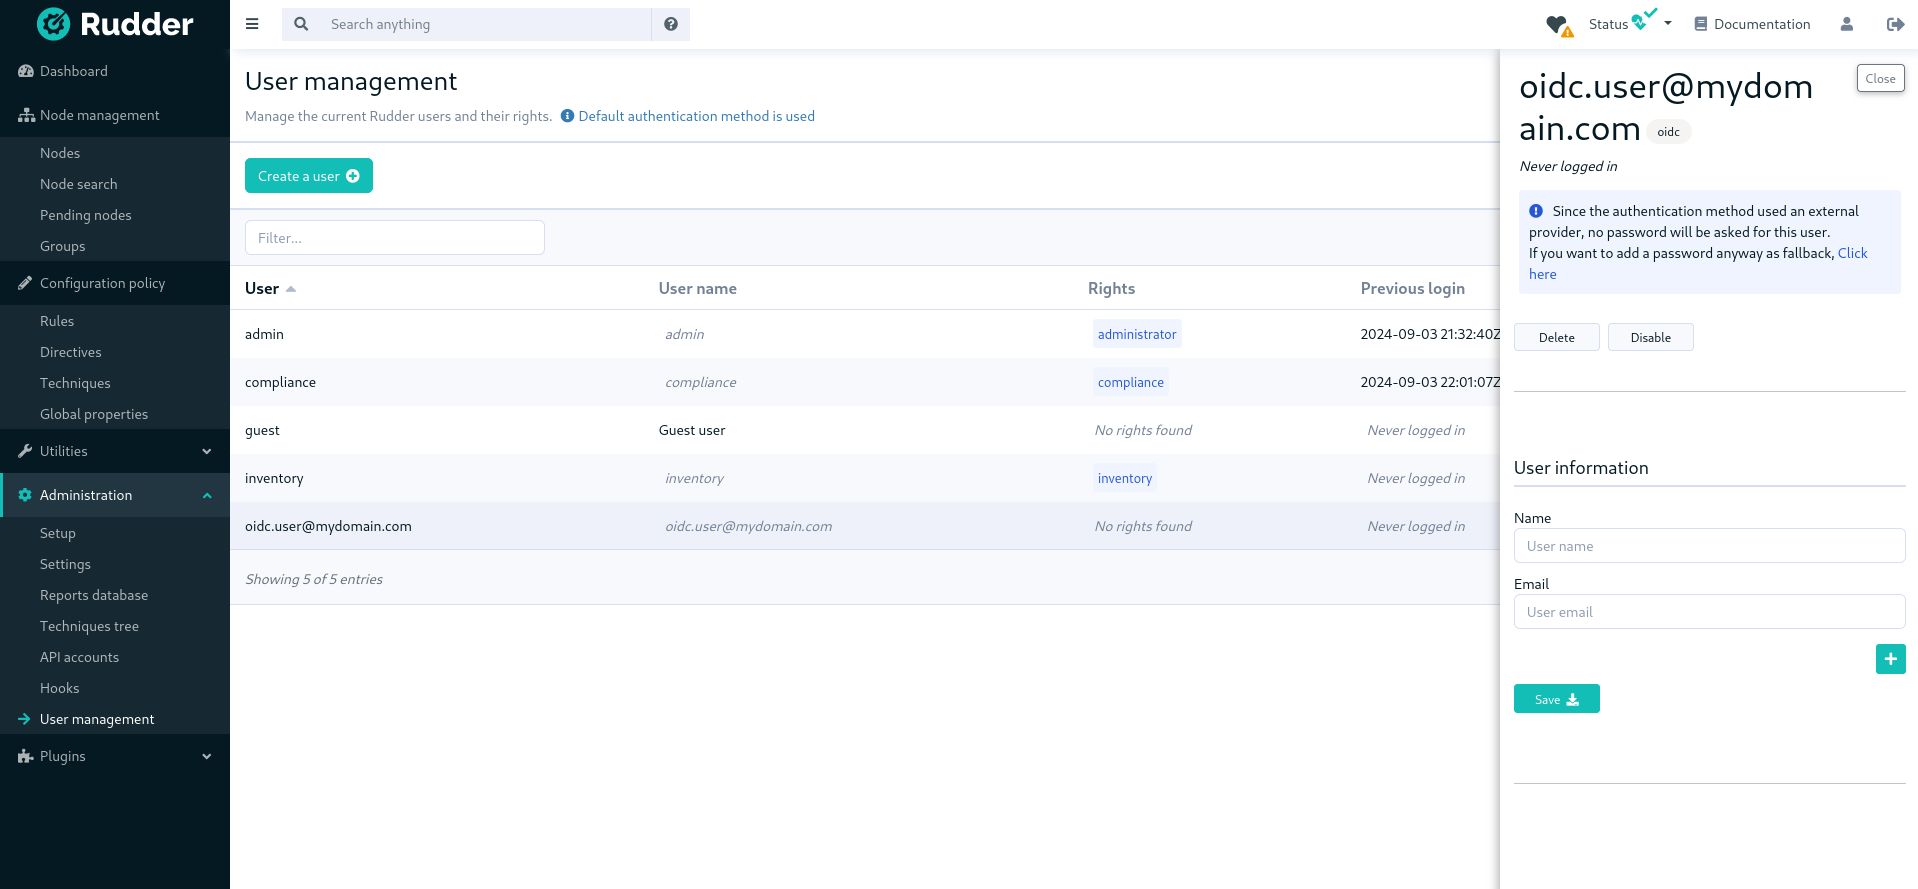 Rudder
Search anything
Status
Documentation
Dashboard
Node management
Nodes
Node search
Pending nodes
Groups
Configuration policy
Rules
Directives
Techniques
Global properties
Utilities
Administration
Setup
Settings
Reports database
Techniques tree
API accounts
Hooks
User management
Plugins
User management
Manage the current Rudder users and their rights. Default authentication method is used
Create a user
Filter...
User User name Rights Previous login
admin admin administrator 2024-09-03 21:32:40Z
compliance compliance compliance 2024-09-03 22:01:07Z
guest Guest user No rights found Never logged in
inventory inventory inventory Never logged in
oidc.user@mydomain.com oidc.user@mydomain.com No rights found Never logged in
Showing 5 of 5 entries
Close
oidc.user@mydom
ain.com oidc
Never logged in
Since the authentication method used an external
provider, no password will be asked for this user.
If you want to add a password anyway as fallback, Click
here
Delete Disable
User information
Name
User name
Email
User email
Save